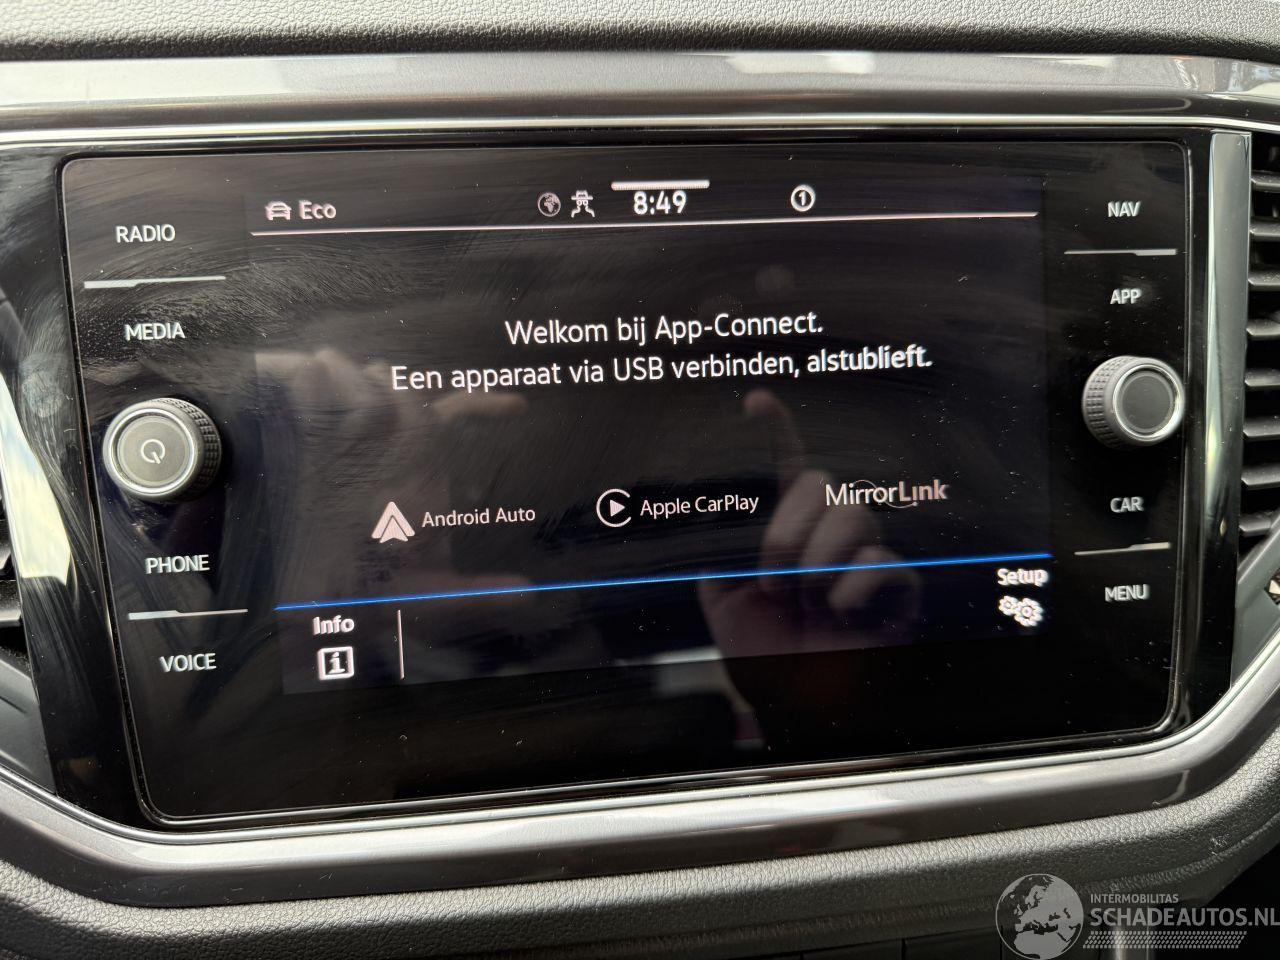 Eco
8:49
1
RADIO
MEDIA
PHONE
VOICE
Welkom bij App-Connect.
Een apparaat via USB verbinden, alstublieft.
Android Auto
Apple CarPlay
MirrorLink
Info
i
Setup
NAV
APP
CAR
MENU
INTERMOBILITAS
SCHADEAUTOS.NL